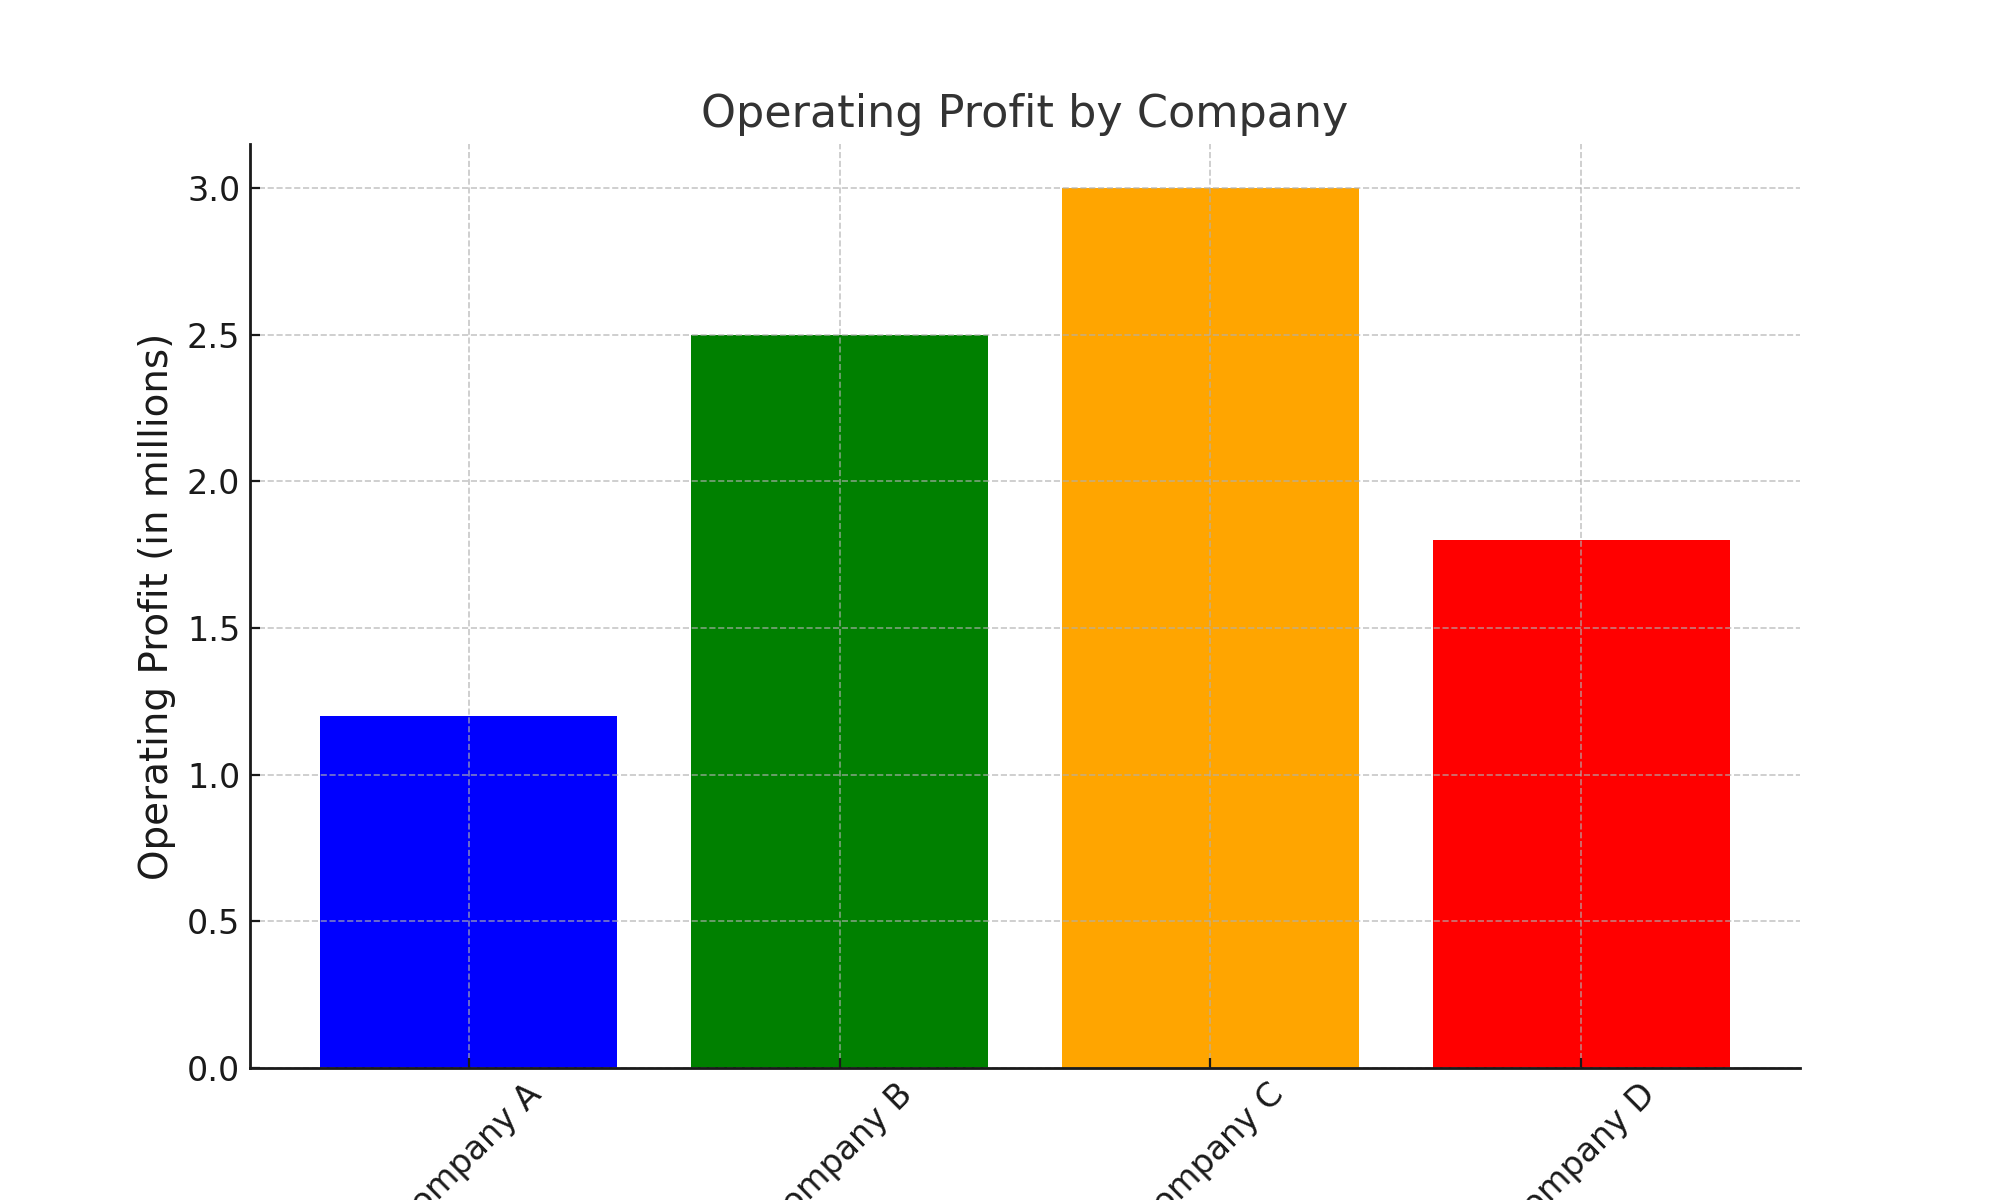 Operating Profit by Company
Operating Profit (in millions)
3.0
2.5
2.0
1.5
1.0
0.5
0.0
ompany A
ompany B
ompany C
ompany D